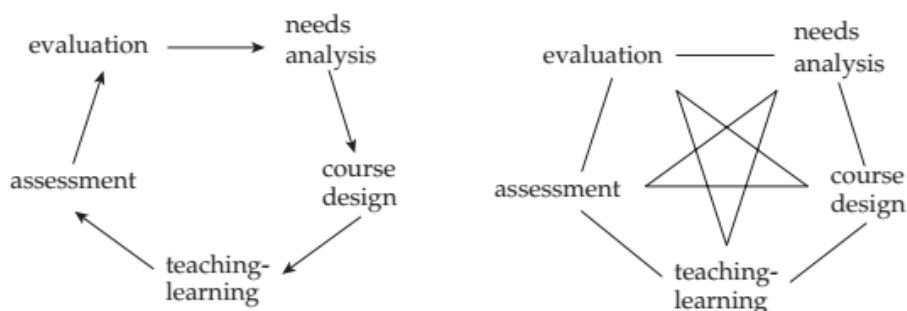 evaluation
needs
analysis
course
design
teaching-
learning
assessment
evaluation
needs
analysis
course
design
teaching-
learning
assessment